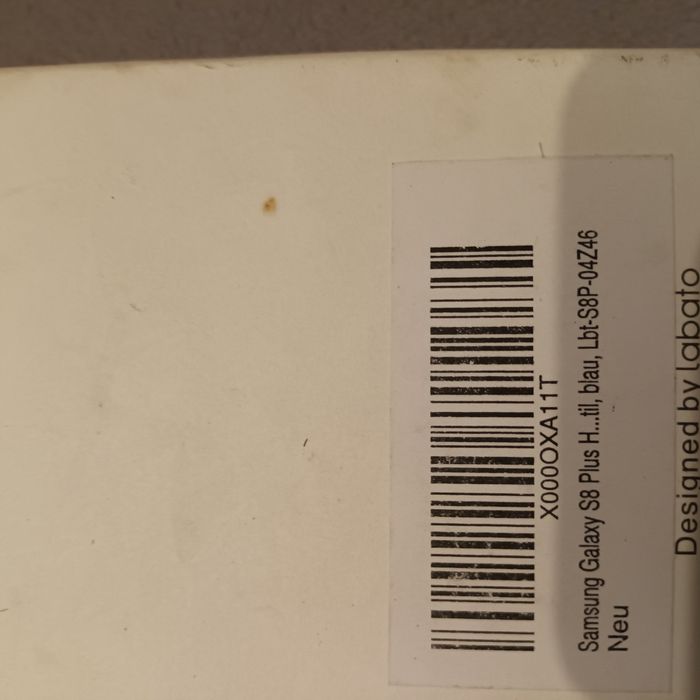 X000OXA11T
Samsung Galaxy S8 Plus H...til, blau, Lbt-S8P-04Z46
Neu
Designed by labato